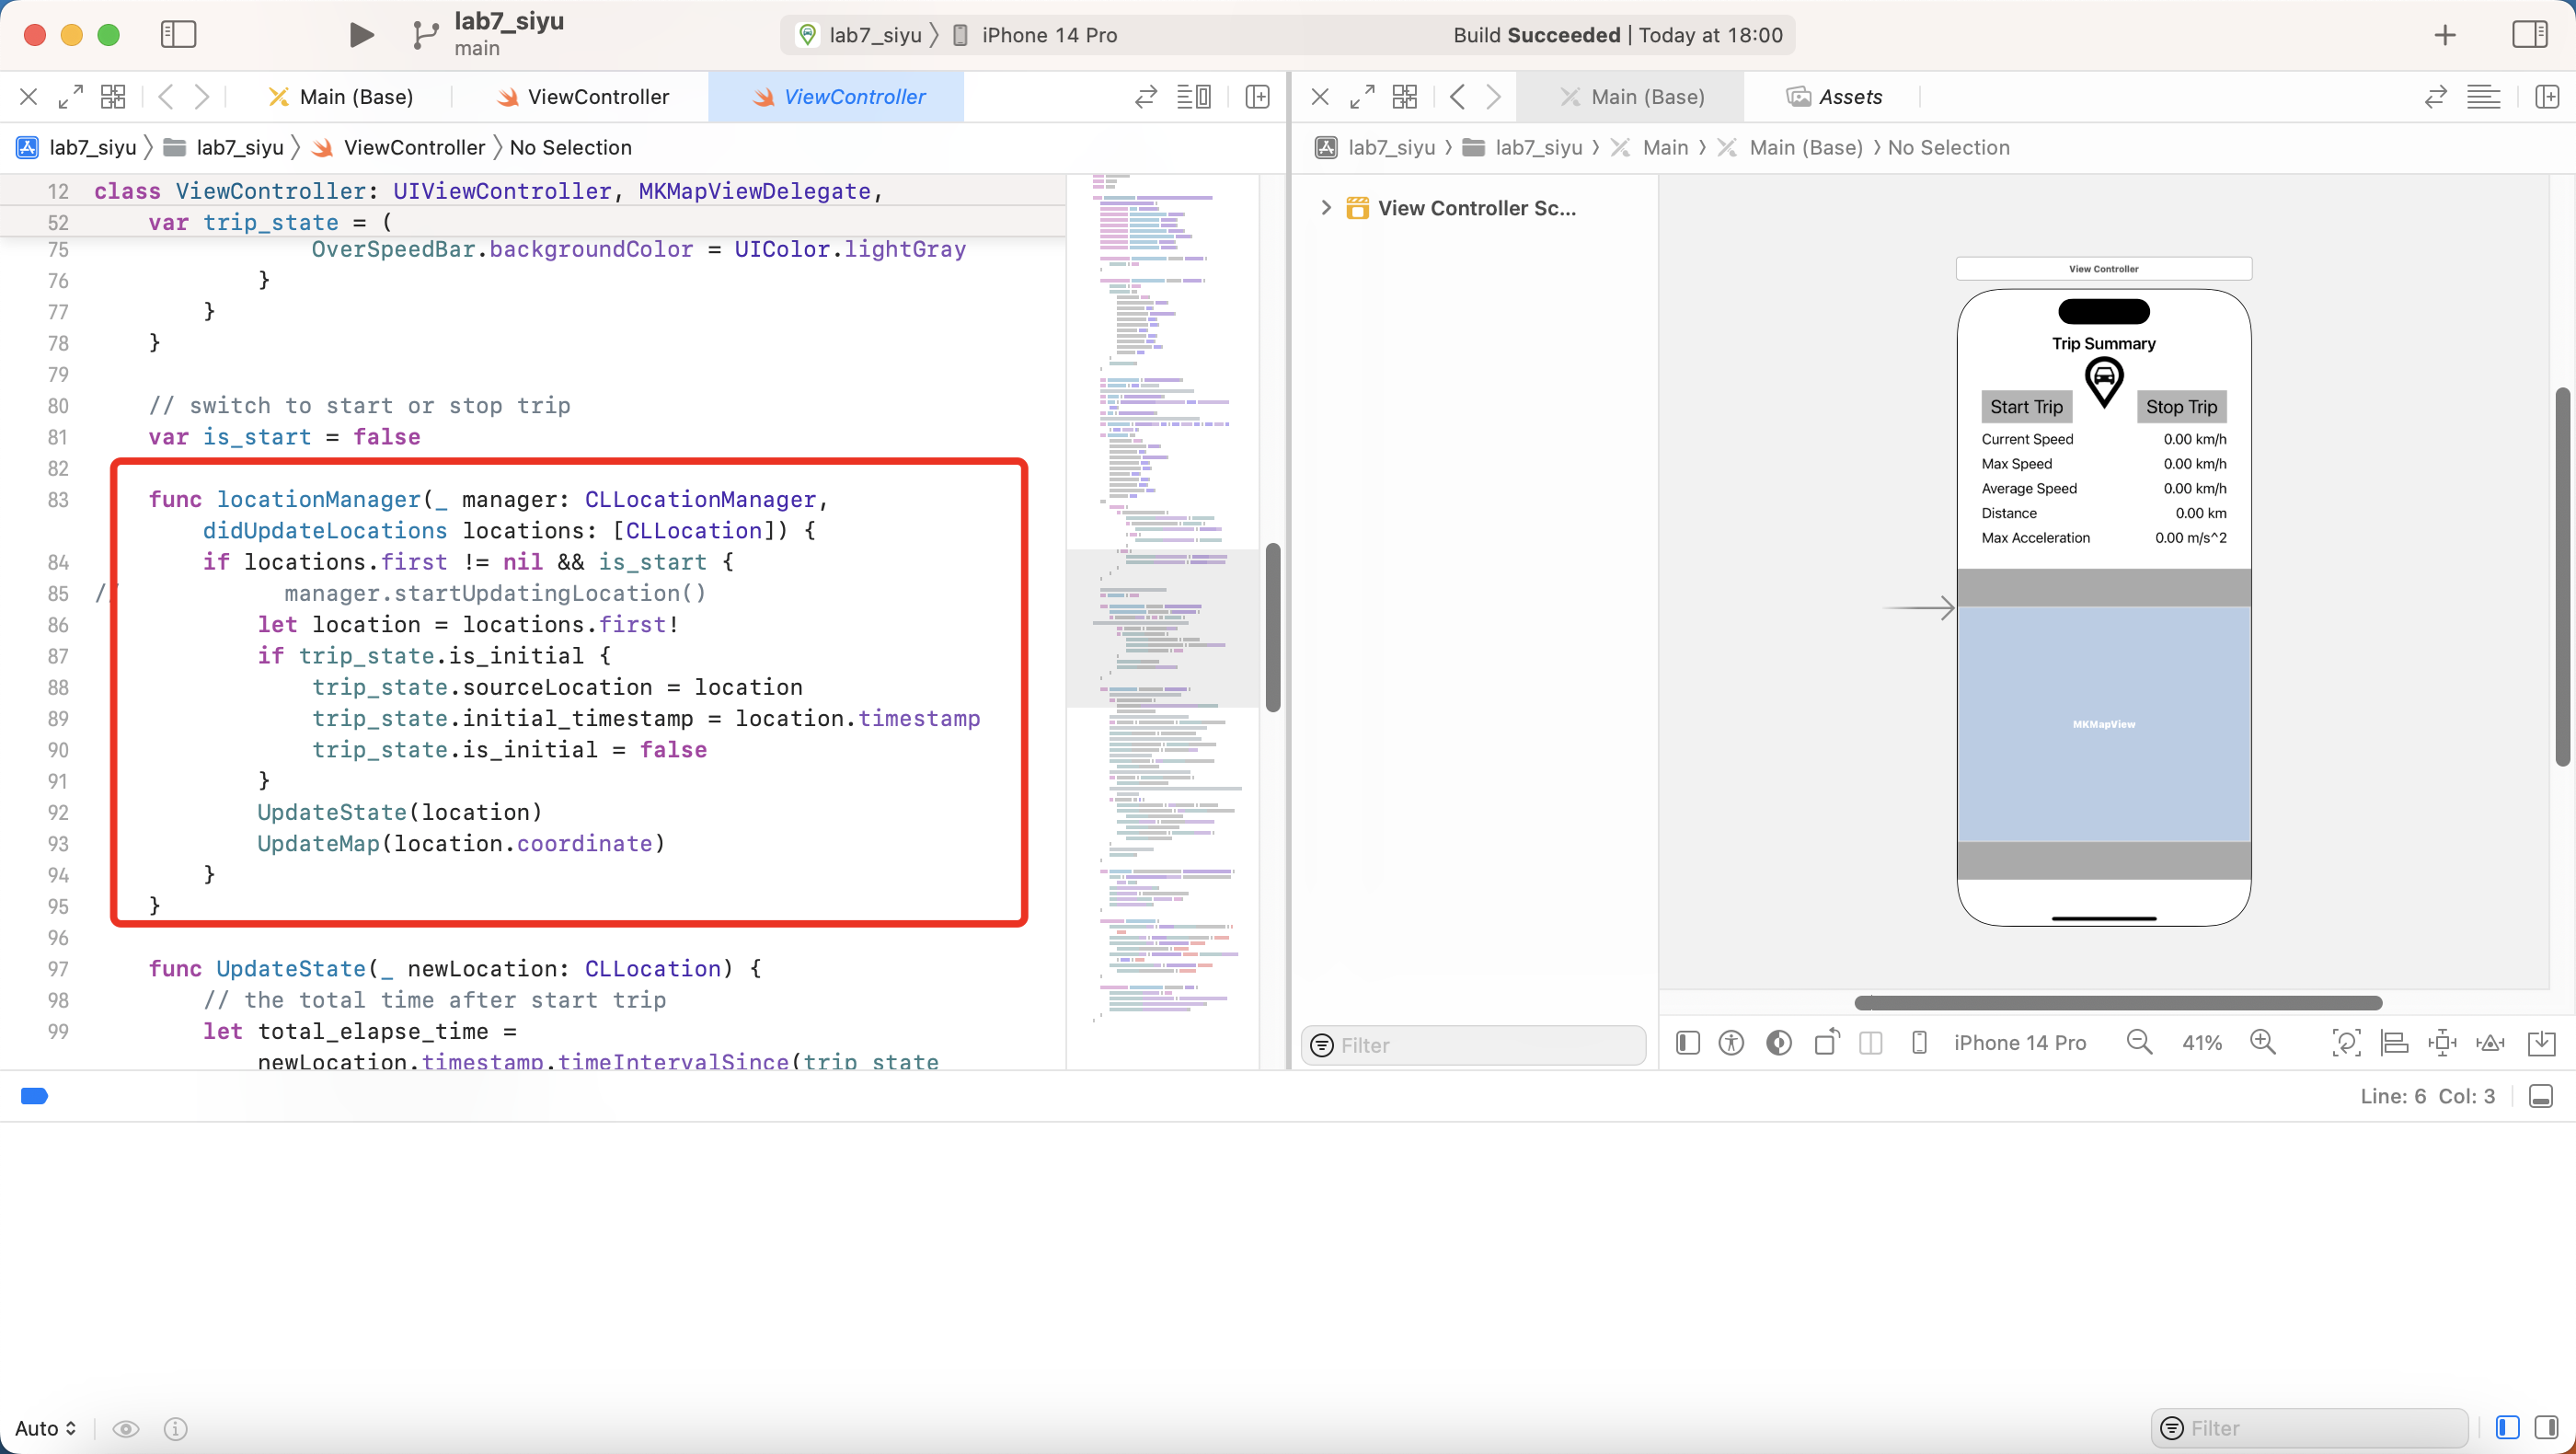 lab7_siyu
main
lab7_siyu 〉 iPhone 14 Pro
Build Succeeded | Today at 18:00
Main (Base)
ViewController
ViewController
Main (Base)
Assets
lab7_siyu 〉 lab7_siyu 〉 ViewController 〉 No Selection
lab7_siyu 〉 lab7_siyu 〉 Main 〉 Main (Base) 〉 No Selection
12 class ViewController: UIViewController, MKMapViewDelegate,
52 var trip_state = (
75 OverSpeedBar.backgroundColor = UIColor.lightGray
76 }
77 }
78 }
79
80 // switch to start or stop trip
81 var is_start = false
82
83 func locationManager(_ manager: CLLocationManager,
didUpdateLocations locations: [CLLocation]) {
84 if locations.first != nil && is_start {
85 // manager.startUpdatingLocation()
86 let location = locations.first!
87 if trip_state.is_initial {
88 trip_state.sourceLocation = location
89 trip_state.initial_timestamp = location.timestamp
90 trip_state.is_initial = false
91 }
92 UpdateState(location)
93 UpdateMap(location.coordinate)
94 }
95 }
96
97 func UpdateState(_ newLocation: CLLocation) {
98 // the total time after start trip
99 let total_elapse_time =
newLocation.timestamp.timeIntervalSince(trip_state
View Controller Sc...
View Controller
Trip Summary
Start Trip
Stop Trip
Current Speed 0.00 km/h
Max Speed 0.00 km/h
Average Speed 0.00 km/h
Distance 0.00 km
Max Acceleration 0.00 m/s^2
MKMapView
Filter
iPhone 14 Pro
41%
Line: 6 Col: 3
Auto
Filter